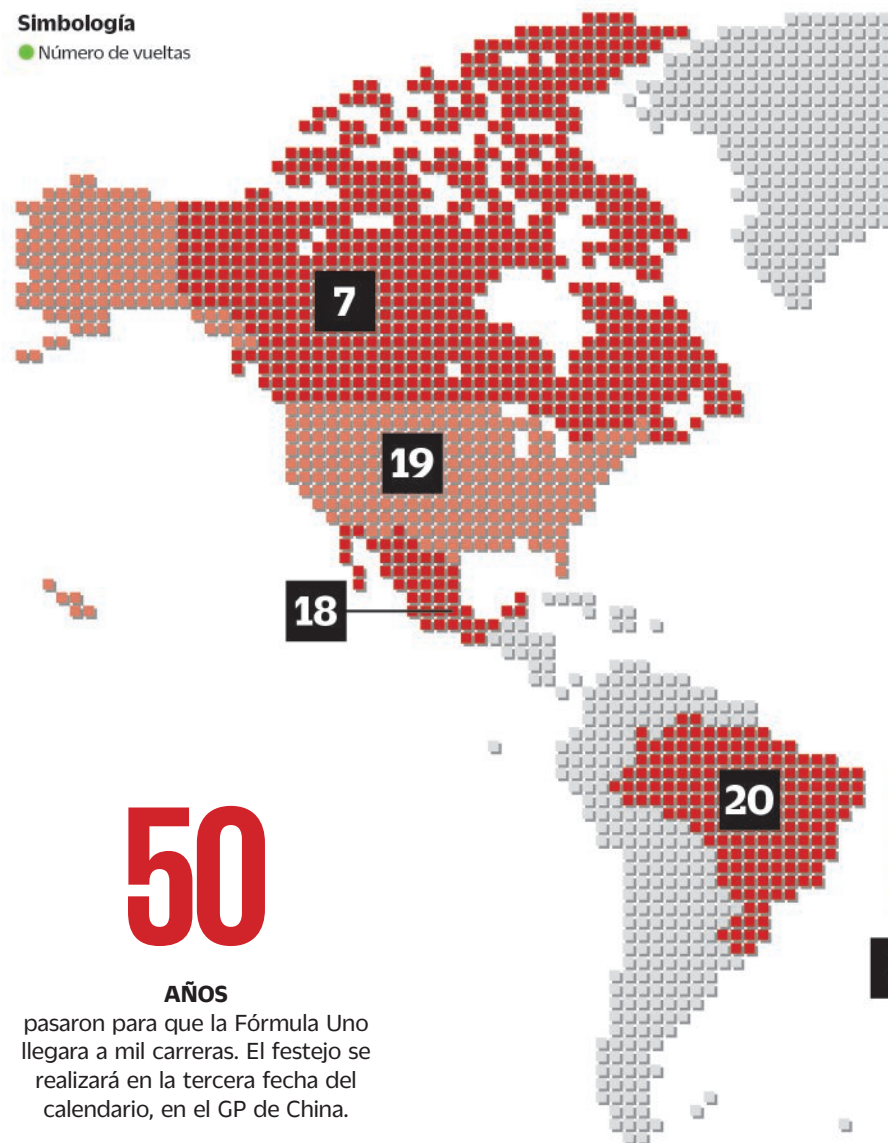 Simbología
Número de vueltas
7
19
18
20
50
AÑOS
pasaron para que la Fórmula Uno
llegara a mil carreras. El festejo se
realizará en la tercera fecha del
calendario, en el GP de China.